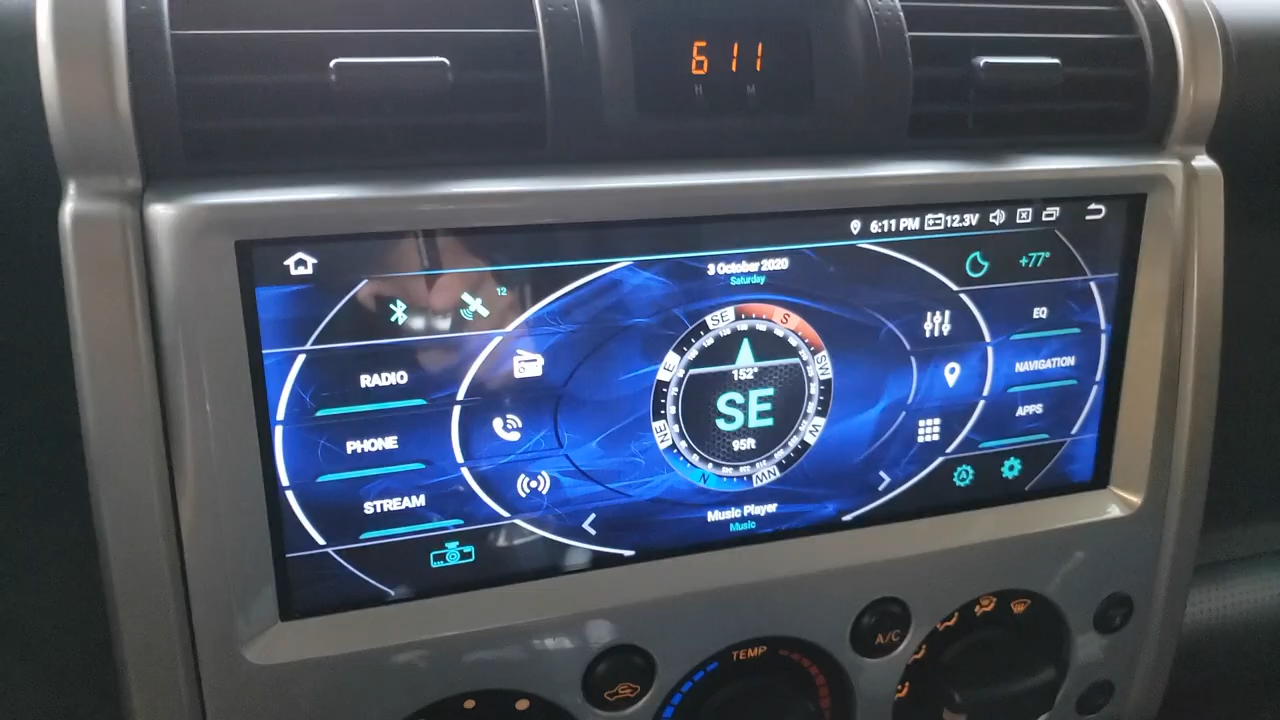 6 11
H M
6:11 PM 12.3V
3 October 2020
Saturday
+77°
12
RADIO
PHONE
STREAM
SE
S
E
SW
NE
W
N
NW
152°
SE
95ft
EQ
NAVIGATION
APPS
A
Music Player
Music
TEMP
A/C